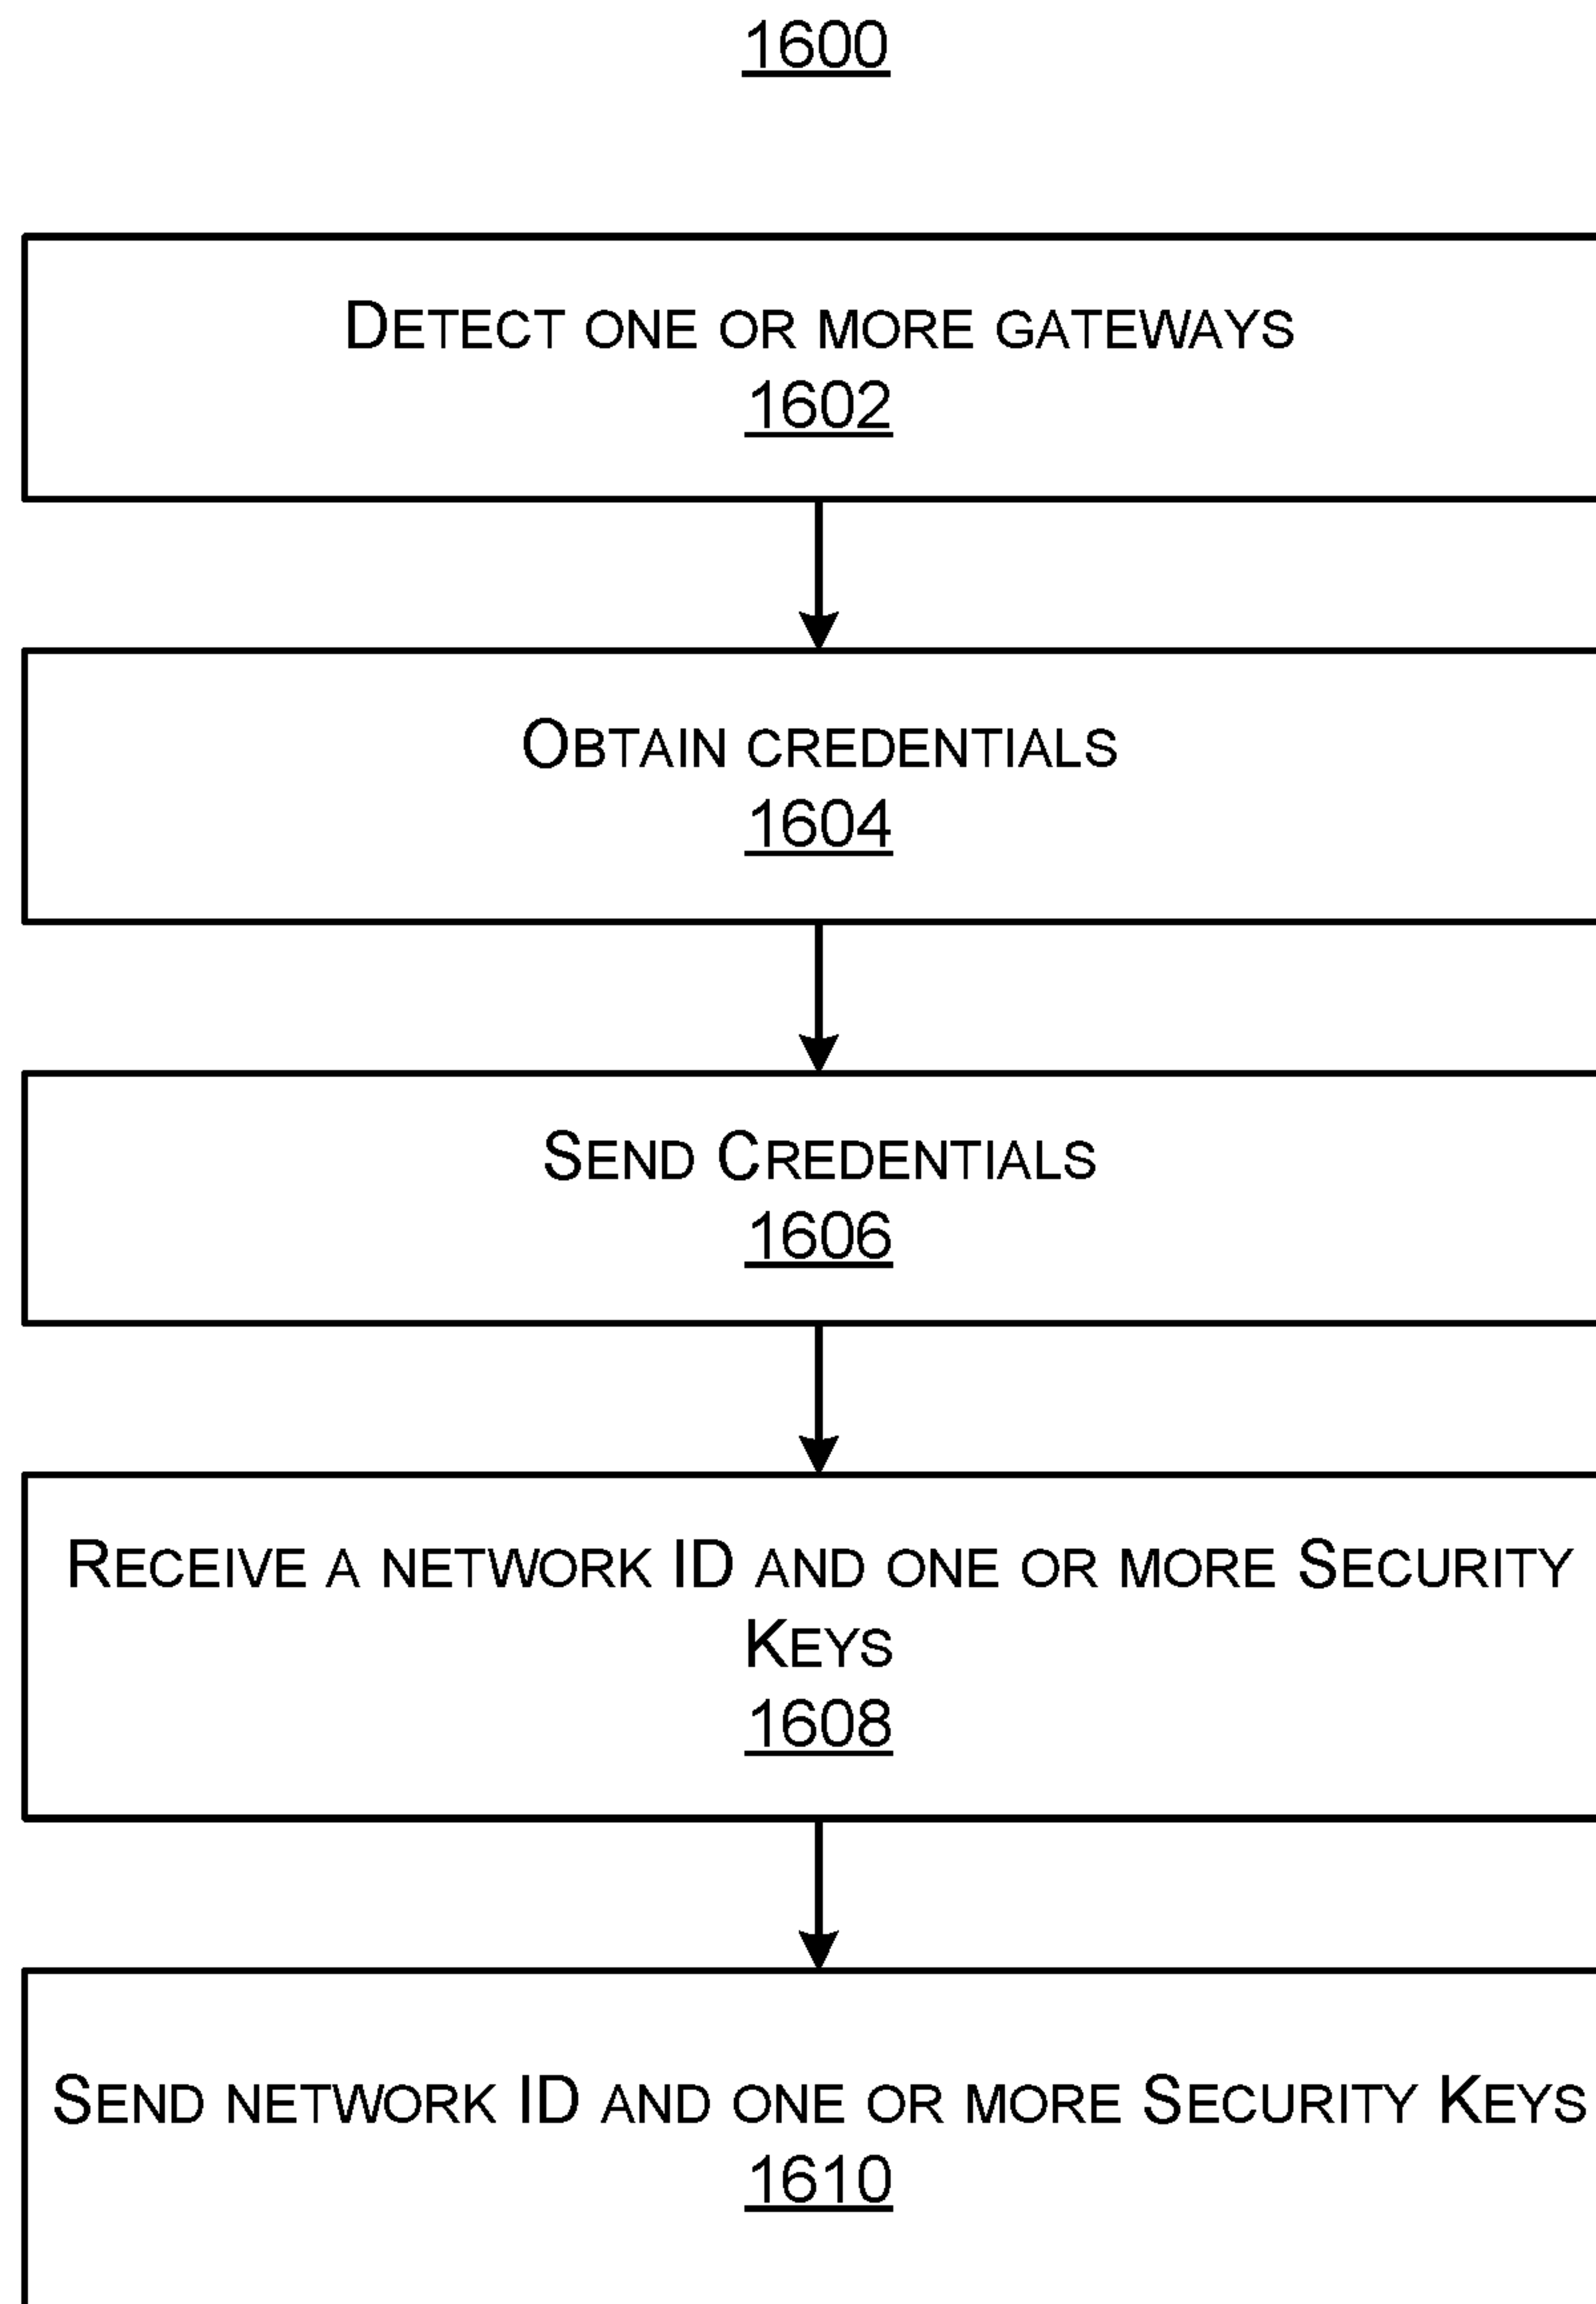 1600
Detect one or more gateways
1602
Obtain credentials
1604
Send Credentials
1606
Receive a network ID and one or more Security
Keys
1608
Send network ID and one or more Security Keys
1610